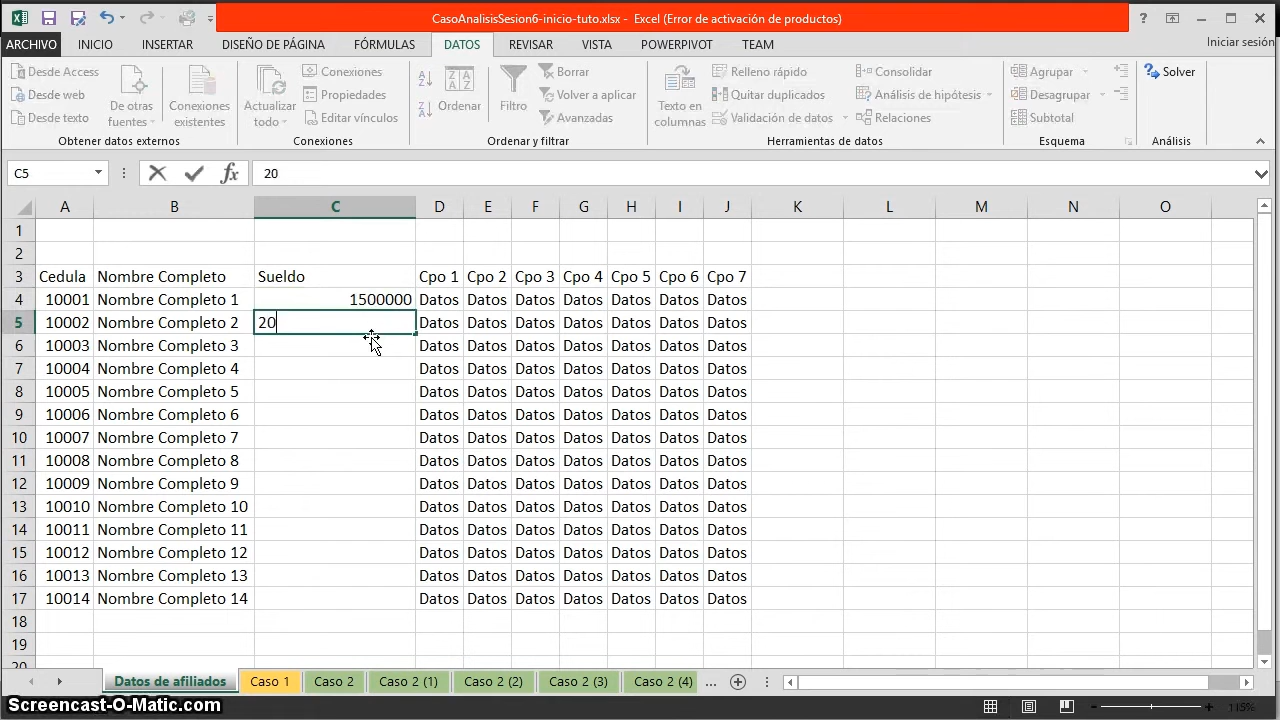 CasoAnalisisSesion6-inicio-tuto.xlsx - Excel (Error de activación de productos)
ARCHIVO INICIO INSERTAR DISEÑO DE PÁGINA FÓRMULAS DATOS REVISAR VISTA POWERPIVOT TEAM Iniciar sesión
Desde Access
Desde web
Desde texto
De otras fuentes
Conexiones existentes
Obtener datos externos
Actualizar todo
Conexiones
Propiedades
Editar vínculos
Conexiones
Ordenar
Filtro
Borrar
Volver a aplicar
Avanzadas
Ordenar y filtrar
Texto en columnas
Relleno rápido
Quitar duplicados
Validación de datos
Consolidar
Análisis de hipótesis
Relaciones
Herramientas de datos
Agrupar
Desagrupar
Subtotal
Esquema
Solver
Análisis
C5 fx 20
A B C D E F G H I J K L M N O
1
2
3 Cedula Nombre Completo Sueldo Cpo 1 Cpo 2 Cpo 3 Cpo 4 Cpo 5 Cpo 6 Cpo 7
4 10001 Nombre Completo 1 1500000 Datos Datos Datos Datos Datos Datos Datos
5 10002 Nombre Completo 2 20 Datos Datos Datos Datos Datos Datos Datos
6 10003 Nombre Completo 3 Datos Datos Datos Datos Datos Datos Datos
7 10004 Nombre Completo 4 Datos Datos Datos Datos Datos Datos Datos
8 10005 Nombre Completo 5 Datos Datos Datos Datos Datos Datos Datos
9 10006 Nombre Completo 6 Datos Datos Datos Datos Datos Datos Datos
10 10007 Nombre Completo 7 Datos Datos Datos Datos Datos Datos Datos
11 10008 Nombre Completo 8 Datos Datos Datos Datos Datos Datos Datos
12 10009 Nombre Completo 9 Datos Datos Datos Datos Datos Datos Datos
13 10010 Nombre Completo 10 Datos Datos Datos Datos Datos Datos Datos
14 10011 Nombre Completo 11 Datos Datos Datos Datos Datos Datos Datos
15 10012 Nombre Completo 12 Datos Datos Datos Datos Datos Datos Datos
16 10013 Nombre Completo 13 Datos Datos Datos Datos Datos Datos Datos
17 10014 Nombre Completo 14 Datos Datos Datos Datos Datos Datos Datos
18
19
20
Datos de afiliados Caso 1 Caso 2 Caso 2 (1) Caso 2 (2) Caso 2 (3) Caso 2 (4) ...
Screencast-O-Matic.com 115%